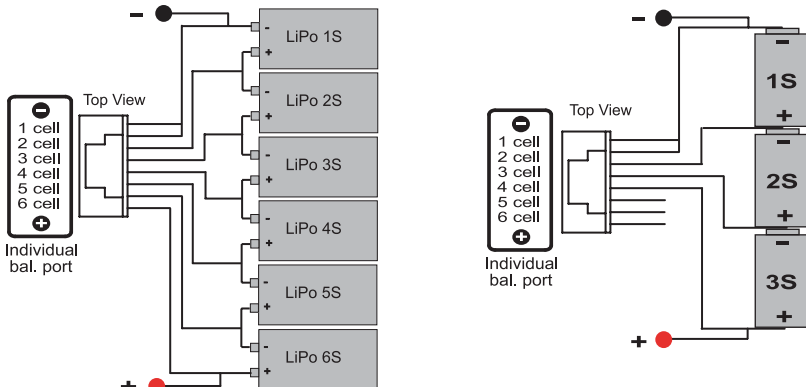 -
- LiPo 1S
+
Top View
- LiPo 2S
+
-
1 cell
2 cell
3 cell
4 cell
5 cell
6 cell
+
Individual
bal. port
- LiPo 3S
+
- LiPo 4S
+
- LiPo 5S
+
- LiPo 6S
+
+
-
-
1S
+
Top View
-
1 cell
2 cell
3 cell
4 cell
5 cell
6 cell
+
Individual
bal. port
-
2S
+
-
3S
+
+